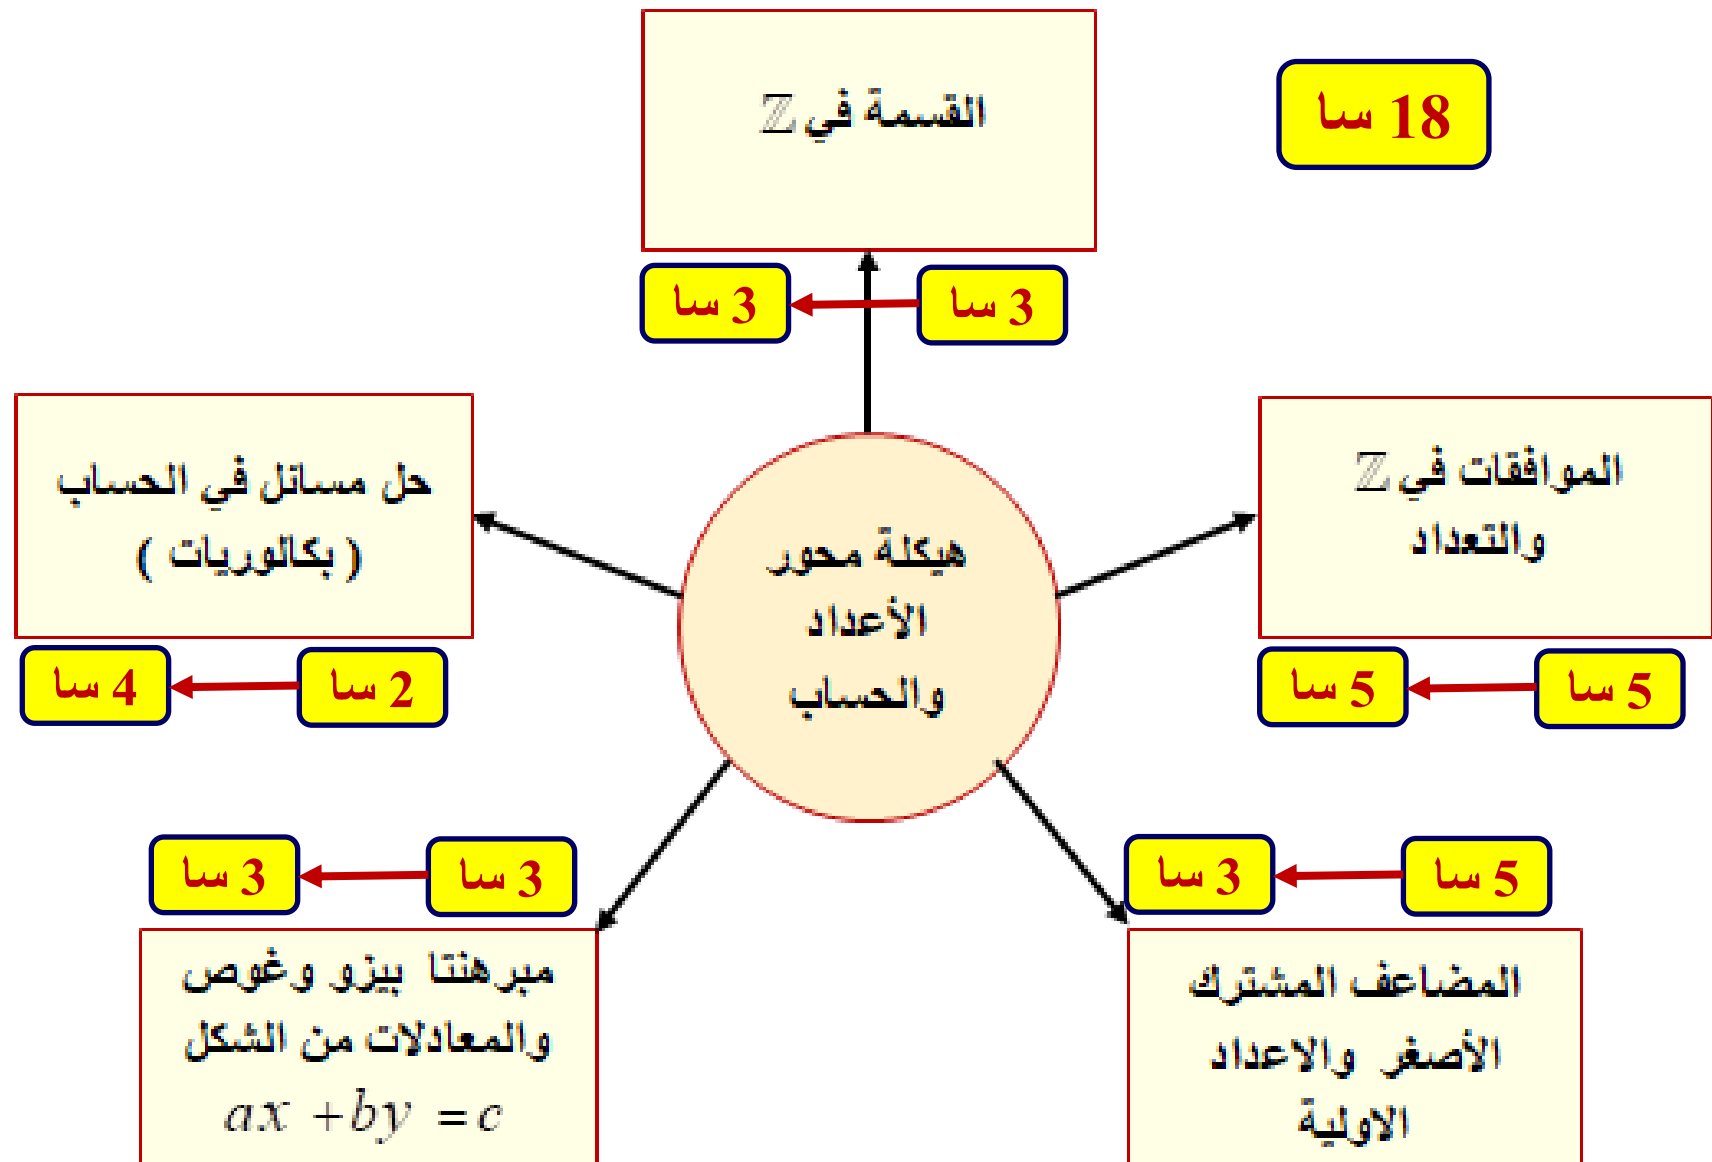 القسمة في ℤ
18 سا
3 سا
3 سا
الموافقات في ℤ
والتعداد
5 سا
5 سا
حل مسائل في الحساب
( بكالوريات )
2 سا
4 سا
هيكلة محور
الأعداد
والحساب
5 سا
3 سا
المضاعف المشترك
الأصغر والاعداد
الاولية
3 سا
3 سا
مبرهنتا بيزو وغوص
والمعادلات من الشكل
ax + by = c